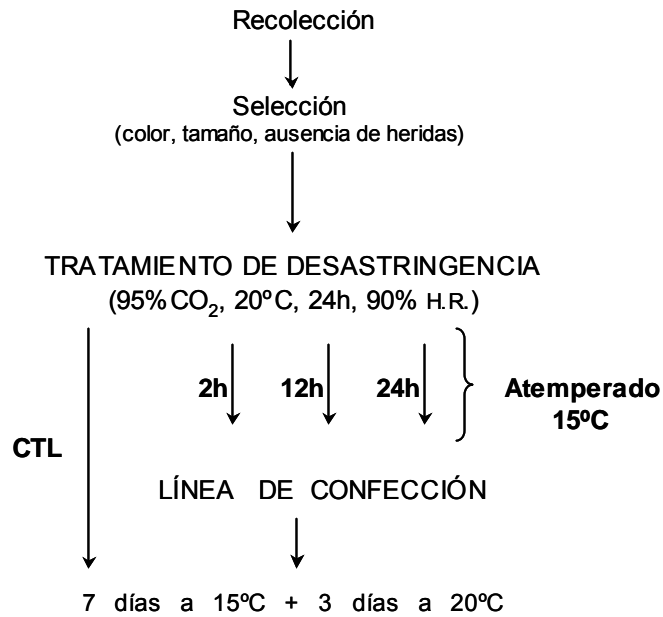 Recolección
Selección
(color, tamaño, ausencia de heridas)
TRATAMIENTO DE DESASTRINGENCIA
(95% CO₂, 20ºC, 24h, 90% H.R.)
2h 12h 24h
Atemperado
15ºC
CTL
LÍNEA DE CONFECCIÓN
7 días a 15ºC + 3 días a 20ºC